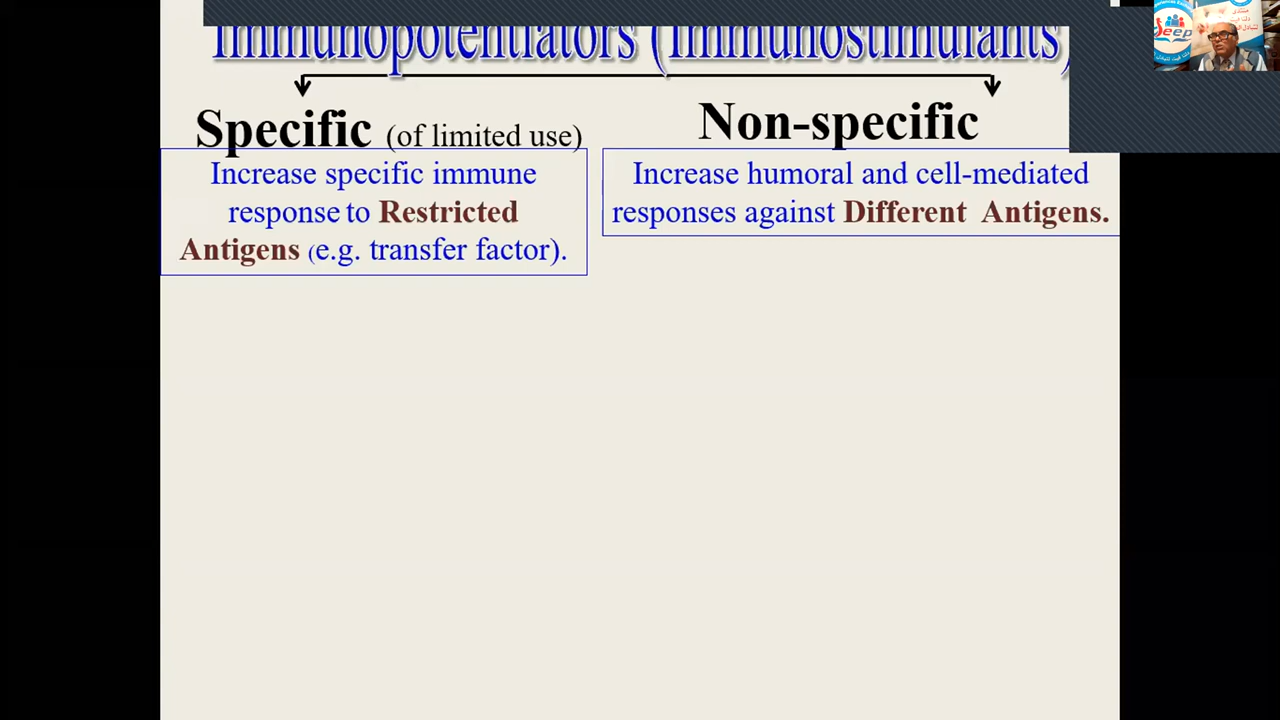 Immunopotentiators (Immunostimulants)
Specific (of limited use)
Increase specific immune
response to Restricted
Antigens (e.g. transfer factor).
Non-specific
Increase humoral and cell-mediated
responses against Different Antigens.
منتدى